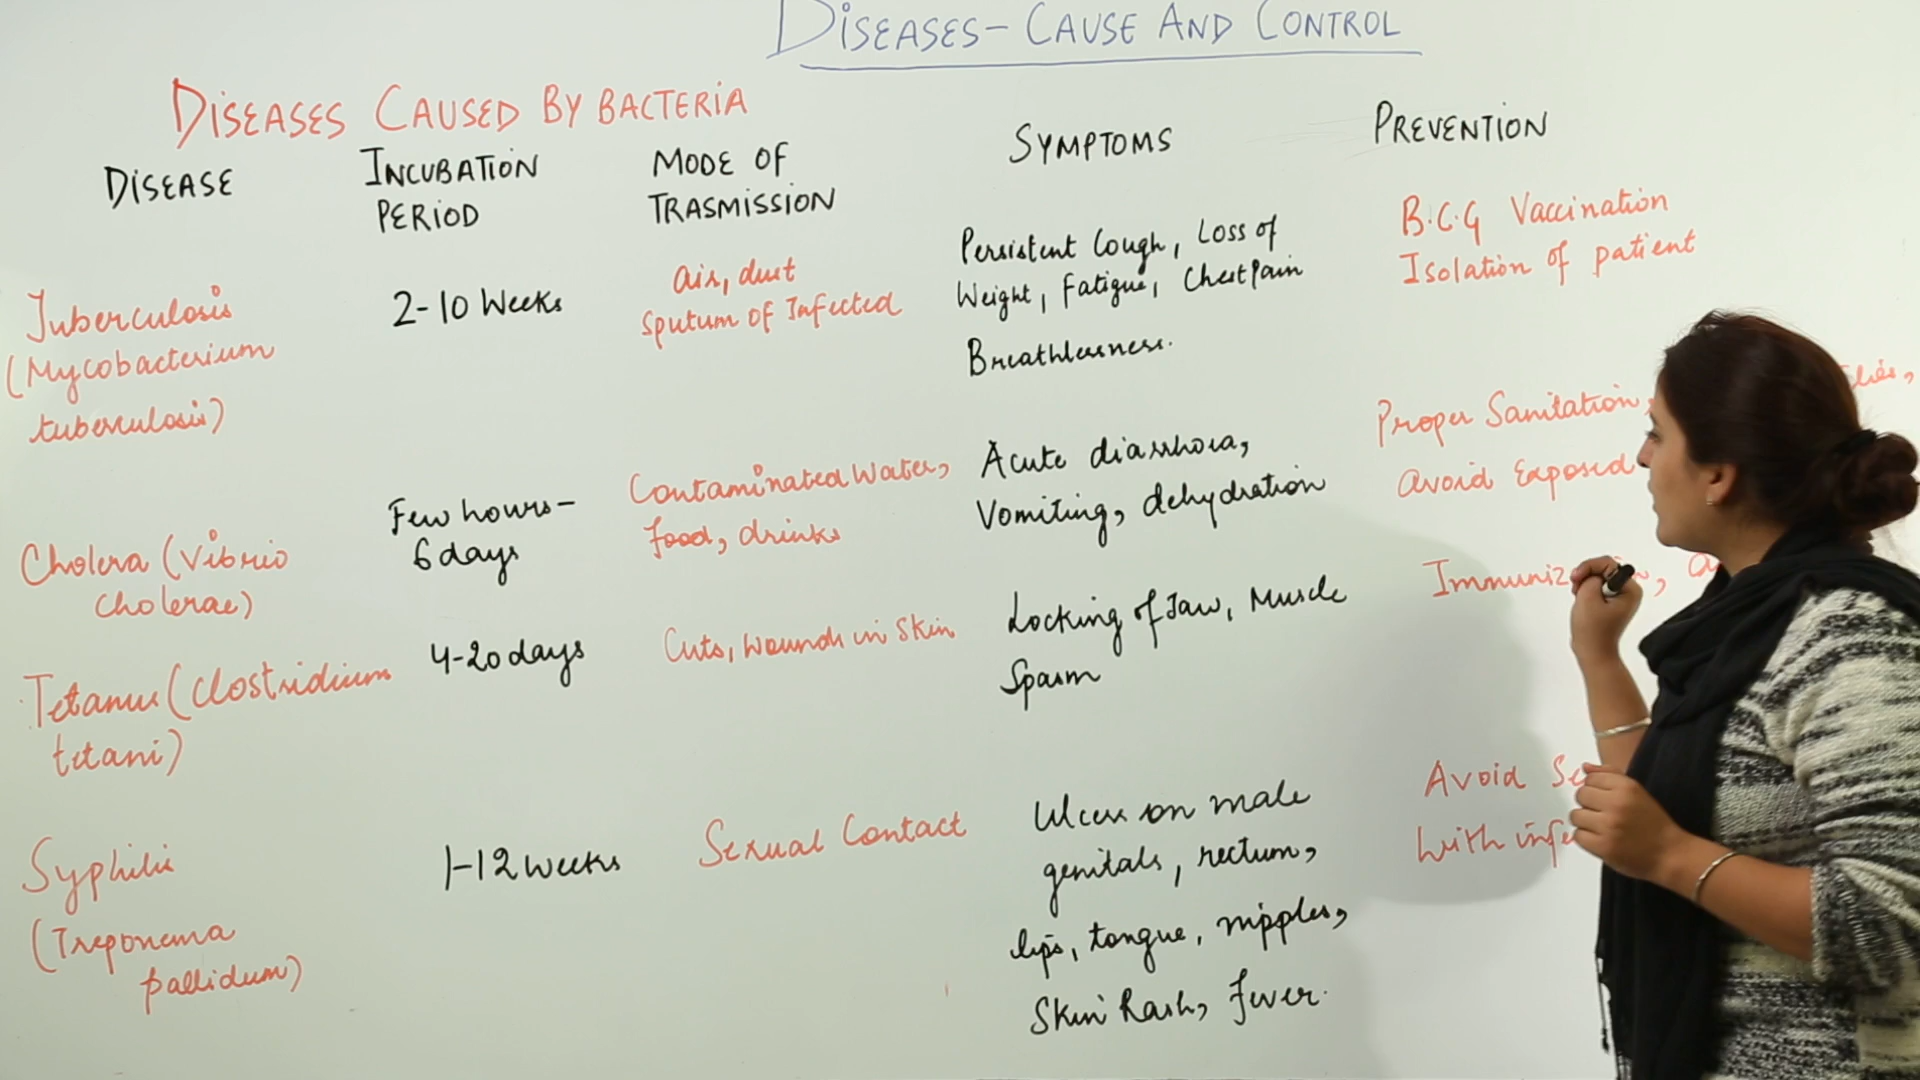 DISEASES - CAUSE AND CONTROL
DISEASES CAUSED BY BACTERIA
DISEASE
INCUBATION
PERIOD
MODE OF
TRASMISSION
SYMPTOMS
PREVENTION
Tuberculosis
(Mycobacterium
tuberculosis)
2-10 Weeks
air, dust
Sputum of Infected
Persistent Cough, Loss of
Weight, Fatigue, Chest Pain
Breathlessness.
B.C.G Vaccination
Isolation of patient
Cholera (Vibrio
Cholerae)
Few hours-
6 days
Contaminated Water,
food, drinks
Acute diarrhoea,
Vomiting, dehydration
Proper Sanitation,
avoid Exposed
Tetanus (Clostridium
tetani)
4-20 days
Cuts, Wounds in Skin
Locking of Jaw, Muscle
Spasm
Syphilis
(Treponema
pallidum)
1-12 weeks
Sexual Contact
Ulcers on male
genitals, rectum,
lips, tongue, nipples,
Skin Rash, fever.
Avoid
With